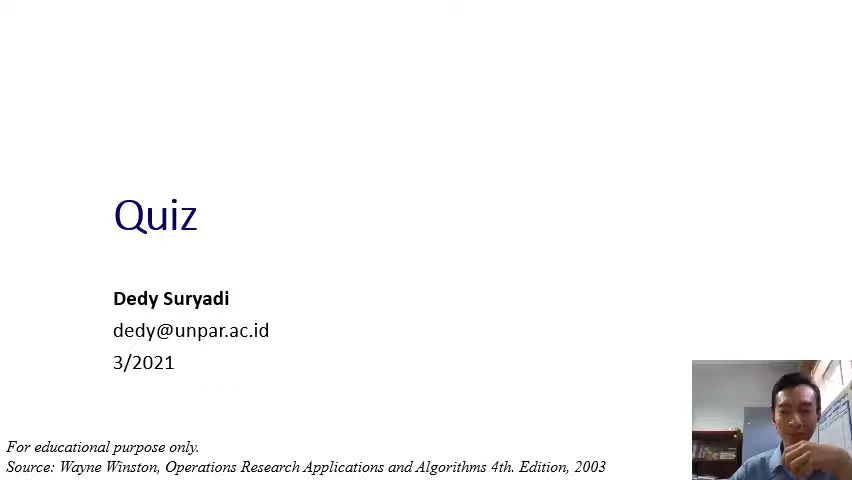 Quiz
Dedy Suryadi
dedy@unpar.ac.id
3/2021
For educational purpose only.
Source: Wayne Winston, Operations Research Applications and Algorithms 4th. Edition, 2003